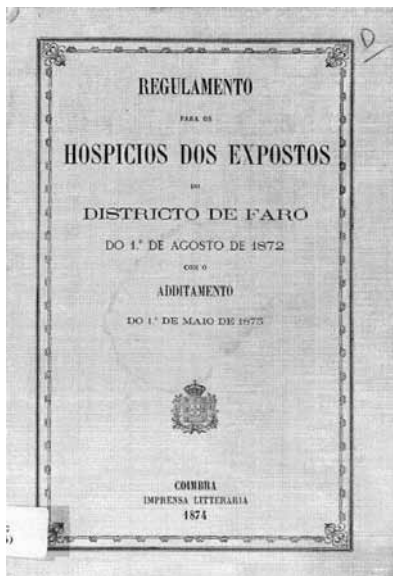 D
REGULAMENTO
PARA OS
HOSPICIOS DOS EXPOSTOS
DO
DISTRICTO DE FARO
DO 1.º DE AGOSTO DE 1872
COM O
ADDITAMENTO
DO 1.º DE MAIO DE 1873
COIMBRA
IMPRENSA LITTERARIA
1874